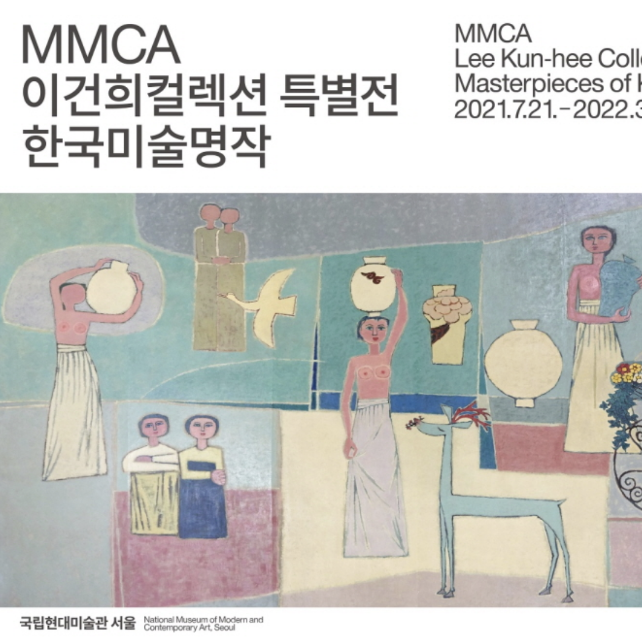 MMCA
이건희컬렉션 특별전
한국미술명작
MMCA
Lee Kun-hee Coll
Masterpieces of
2021.7.21.–2022.3
국립현대미술관 서울
National Museum of Modern and
Contemporary Art, Seoul